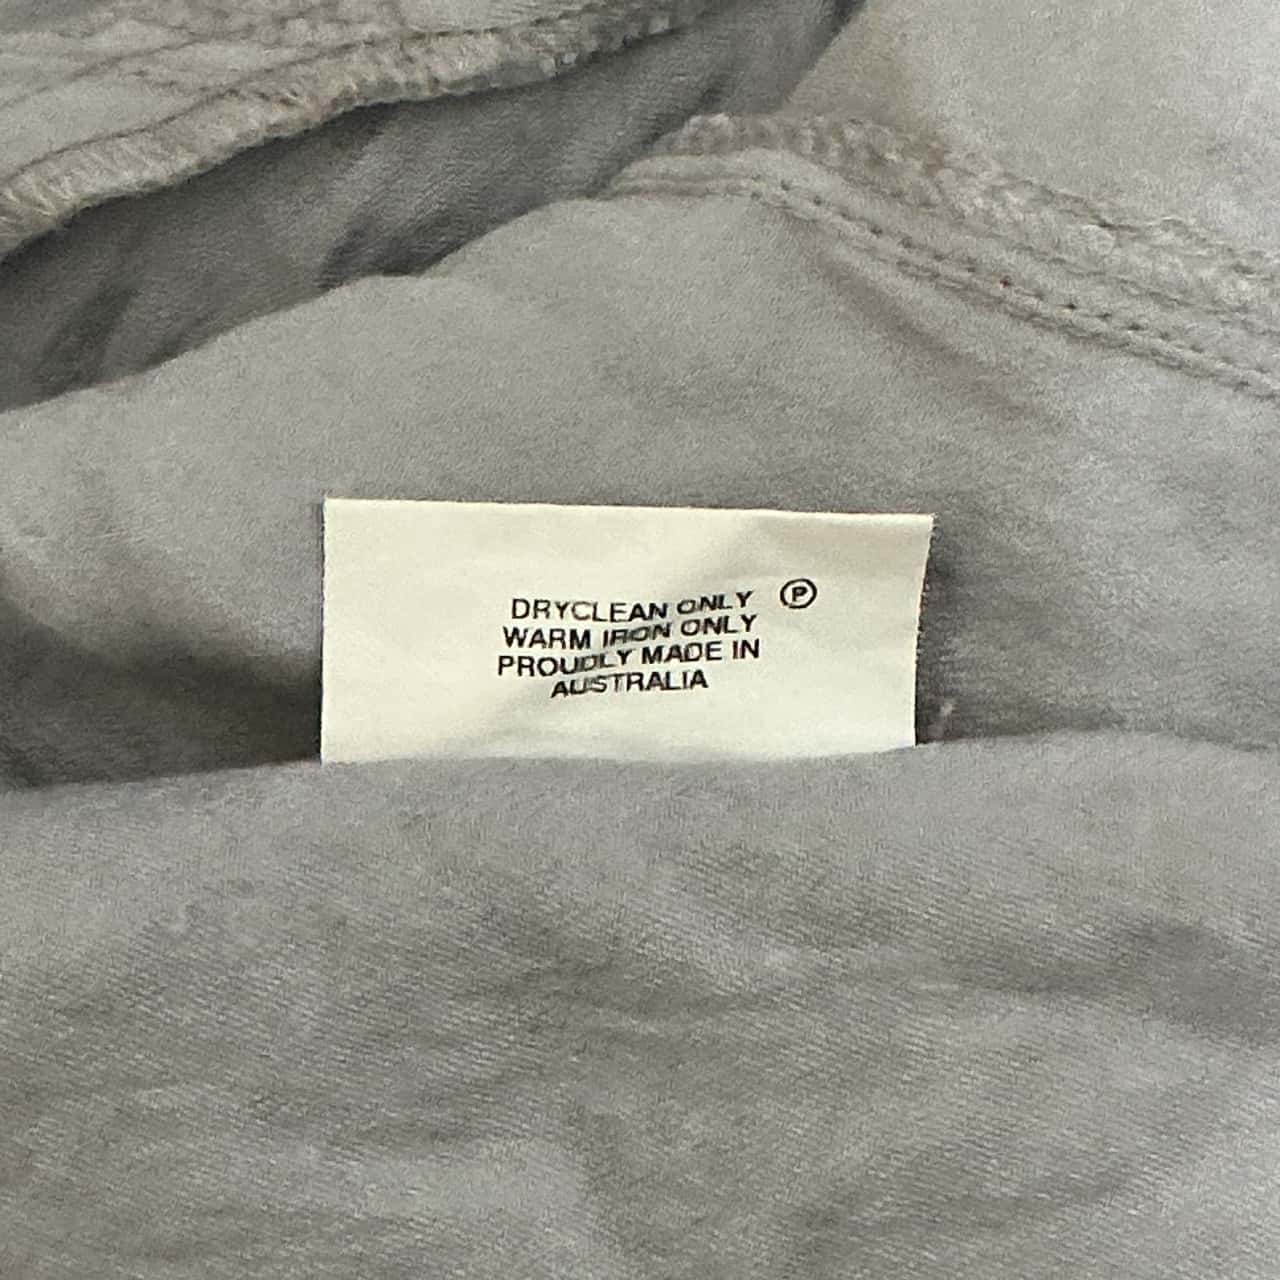 DRYCLEAN ONLY Ⓟ
WARM IRON ONLY
PROUDLY MADE IN
AUSTRALIA